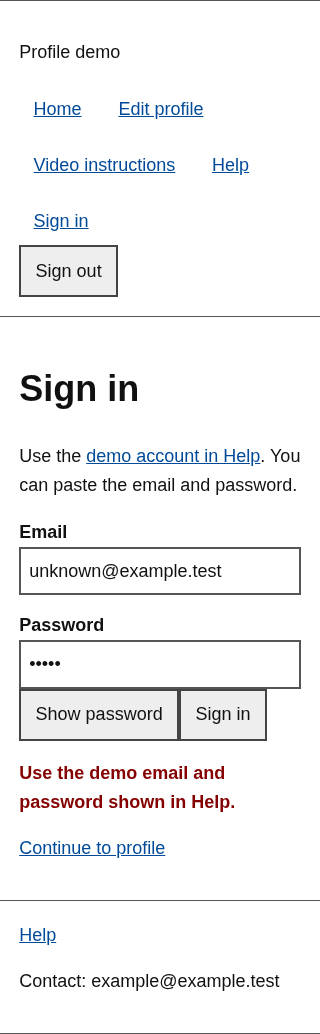 Profile demo
Home Edit profile
Video instructions Help
Sign in
Sign out
Sign in
Use the demo account in Help. You
can paste the email and password.
Email
unknown@example.test
Password
•••••
Show password Sign in
Use the demo email and
password shown in Help.
Continue to profile
Help
Contact: example@example.test